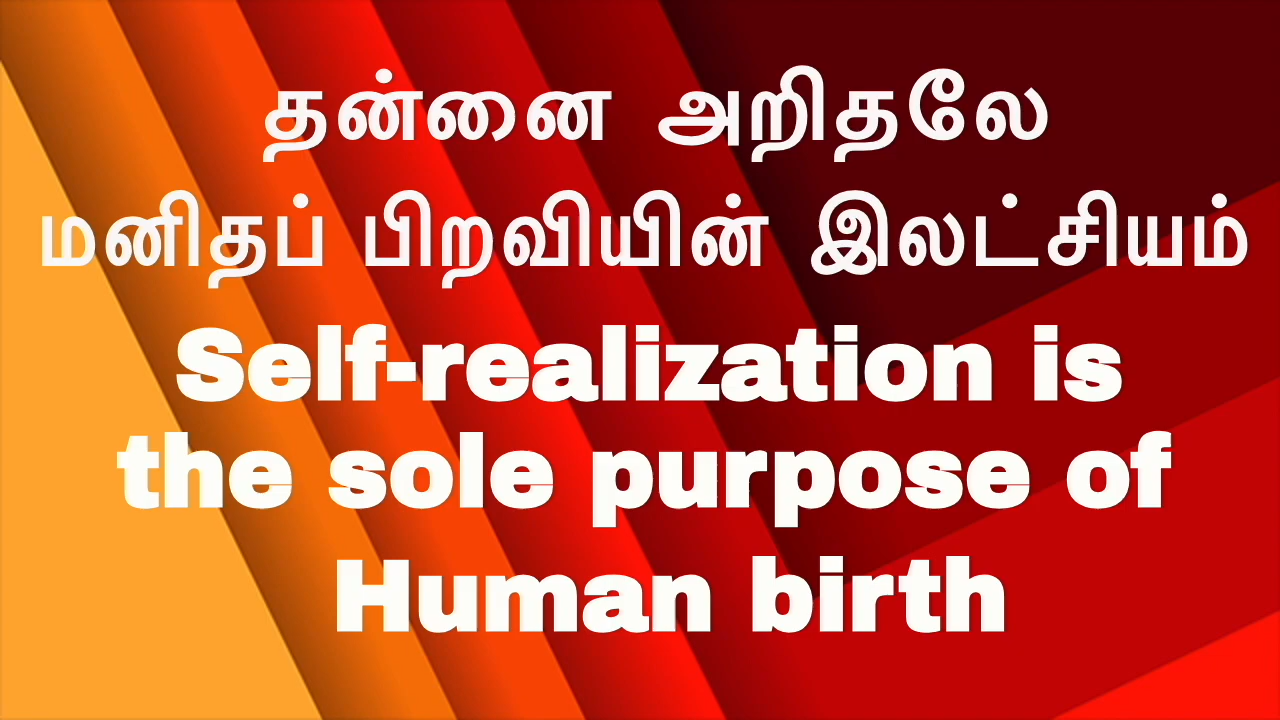 தன்னை அறிதலே
மனிதப் பிறவியின் இலட்சியம்
Self-realization is
the sole purpose of
Human birth